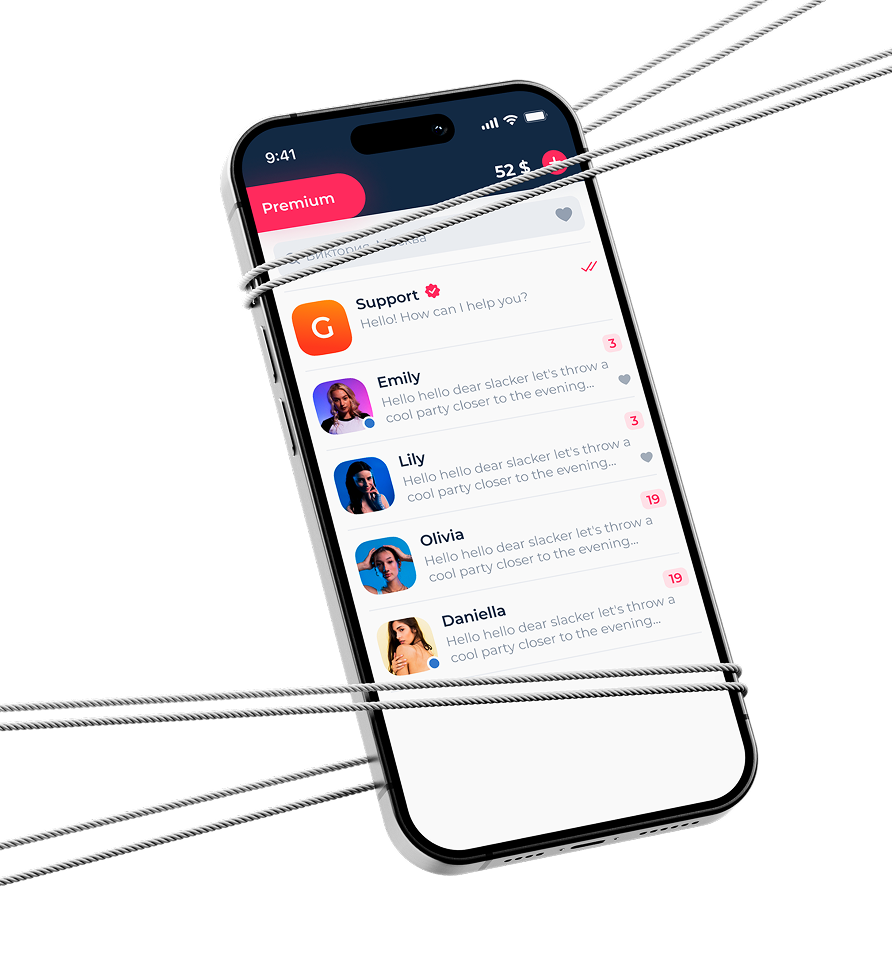 9:41
52 $
Premium
Виктория, Москва
G
Support
Hello! How can I help you?
Emily
3
Hello hello dear slacker let's throw a
cool party closer to the evening...
Lily
3
Hello hello dear slacker let's throw a
cool party closer to the evening...
Olivia
19
Hello hello dear slacker let's throw a
cool party closer to the evening...
Daniella
19
Hello hello dear slacker let's throw a
cool party closer to the evening...